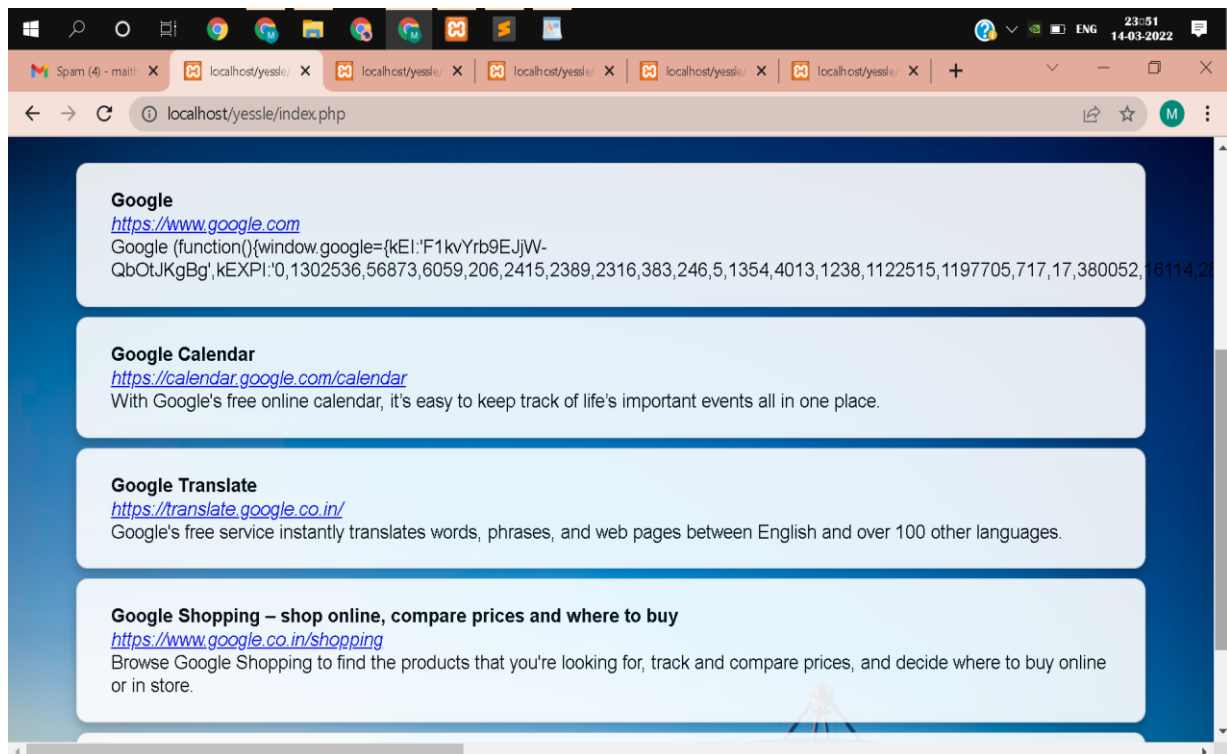 ENG
23:51
14-03-2022
Spam (4) - maith
localhost/yessle/
localhost/yessle/
localhost/yessle/
localhost/yessle/
localhost/yessle/
localhost/yessle/index.php
M
Google
https://www.google.com
Google (function(){window.google={kEI:'F1kvYrb9EJjW-
QbOtJKgBg',kEXPI:'0,1302536,56873,6059,206,2415,2389,2316,383,246,5,1354,4013,1238,1122515,1197705,717,17,380052,16114,28
Google Calendar
https://calendar.google.com/calendar
With Google's free online calendar, it’s easy to keep track of life’s important events all in one place.
Google Translate
https://translate.google.co.in/
Google's free service instantly translates words, phrases, and web pages between English and over 100 other languages.
Google Shopping – shop online, compare prices and where to buy
https://www.google.co.in/shopping
Browse Google Shopping to find the products that you're looking for, track and compare prices, and decide where to buy online
or in store.